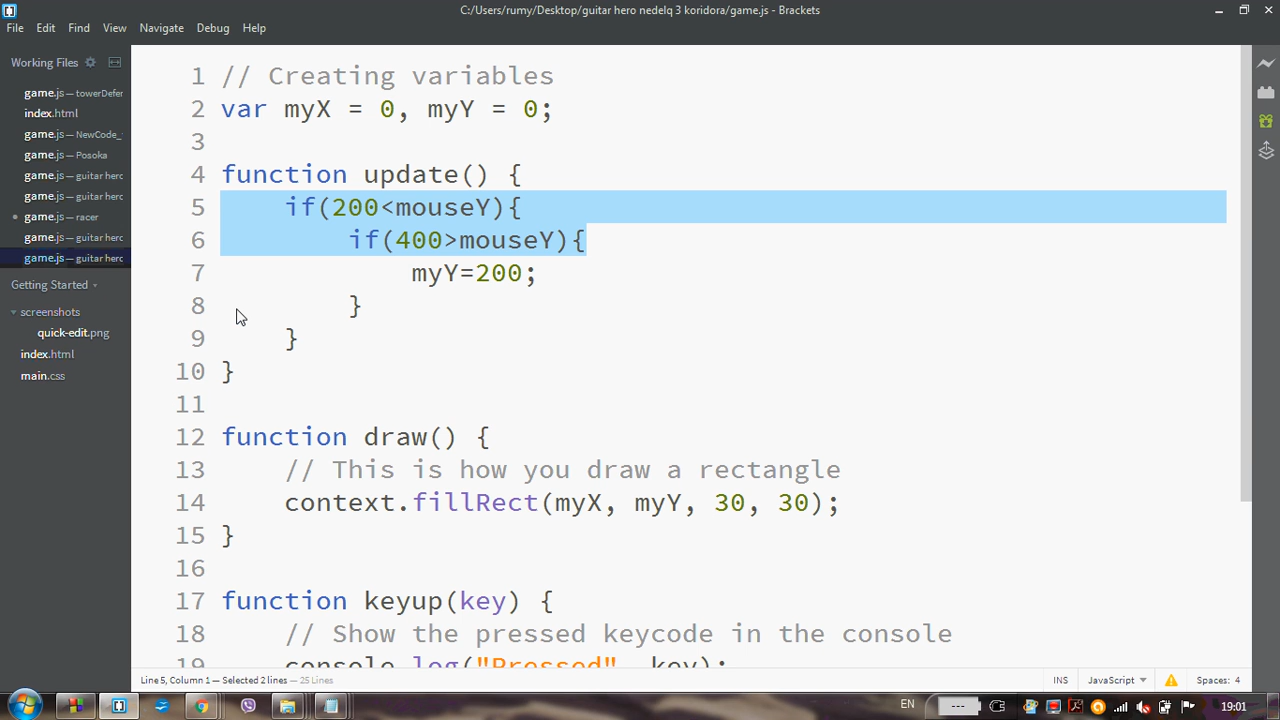 C:/Users/rumy/Desktop/guitar hero nedelq 3 koridora/game.js - Brackets
File Edit Find View Navigate Debug Help
Working Files
game.js — towerDefer
index.html
game.js — NewCode_
game.js — Posoka
game.js — guitar herc
game.js — guitar herc
game.js — racer
game.js — guitar herc
game.js — guitar herc
Getting Started
screenshots
quick-edit.png
index.html
main.css
1 // Creating variables
2 var myX = 0, myY = 0;
3
4 function update() {
5 if(200<mouseY){
6 if(400>mouseY){
7 myY=200;
8 }
9 }
10 }
11
12 function draw() {
13 // This is how you draw a rectangle
14 context.fillRect(myX, myY, 30, 30);
15 }
16
17 function keyup(key) {
18 // Show the pressed keycode in the console
19 console.log("Pressed", key);
Line 5, Column 1 — Selected 2 lines — 25 Lines
INS JavaScript Spaces: 4
EN 19:01